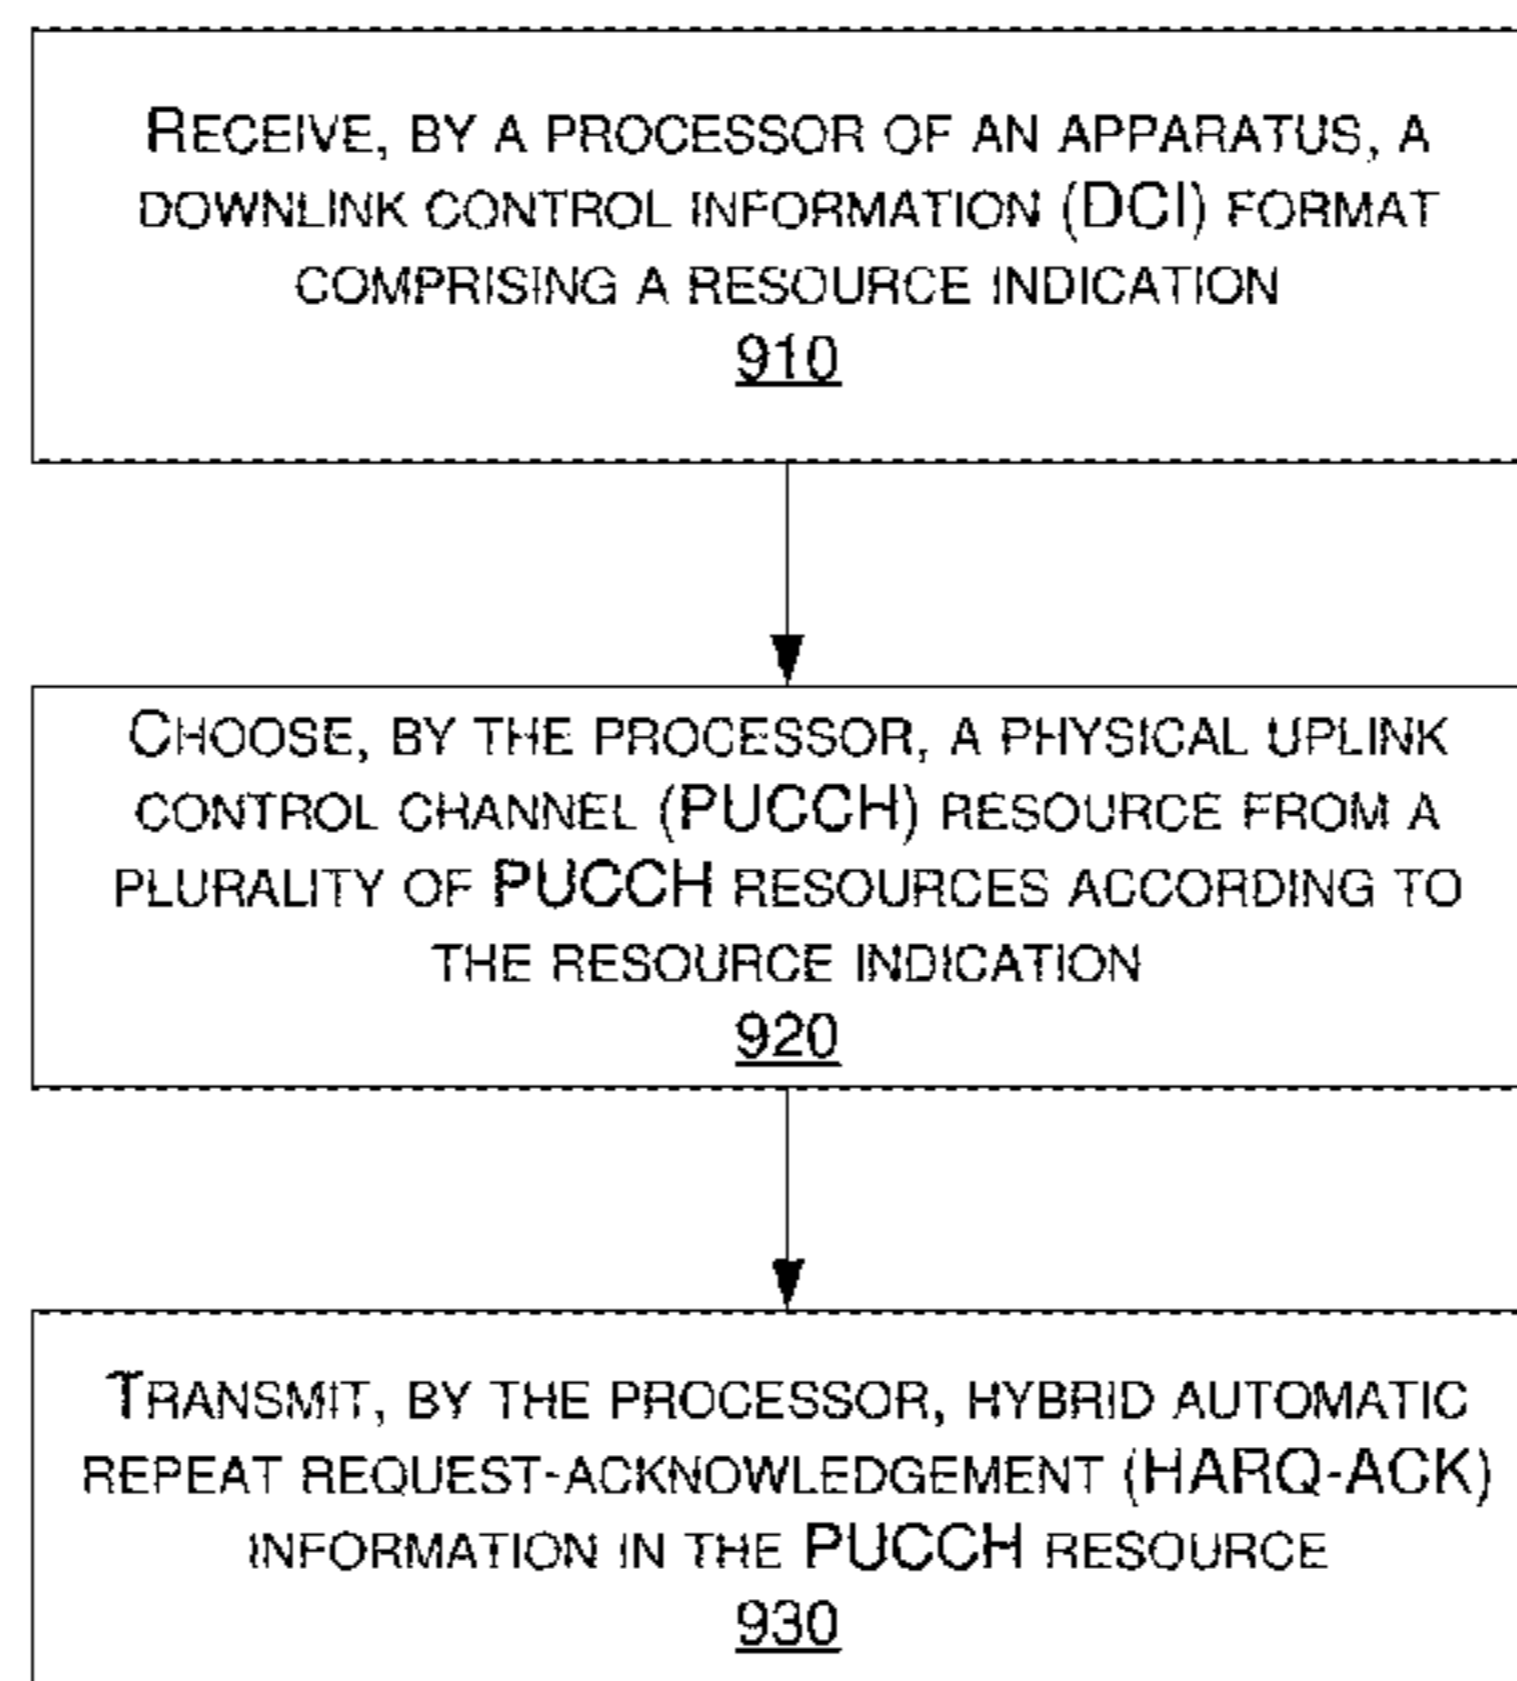 RECEIVE, BY A PROCESSOR OF AN APPARATUS, A
DOWNLINK CONTROL INFORMATION (DCI) FORMAT
COMPRISING A RESOURCE INDICATION
910
CHOOSE, BY THE PROCESSOR, A PHYSICAL UPLINK
CONTROL CHANNEL (PUCCH) RESOURCE FROM A
PLURALITY OF PUCCH RESOURCES ACCORDING TO
THE RESOURCE INDICATION
920
TRANSMIT, BY THE PROCESSOR, HYBRID AUTOMATIC
REPEAT REQUEST-ACKNOWLEDGEMENT (HARQ-ACK)
INFORMATION IN THE PUCCH RESOURCE
930